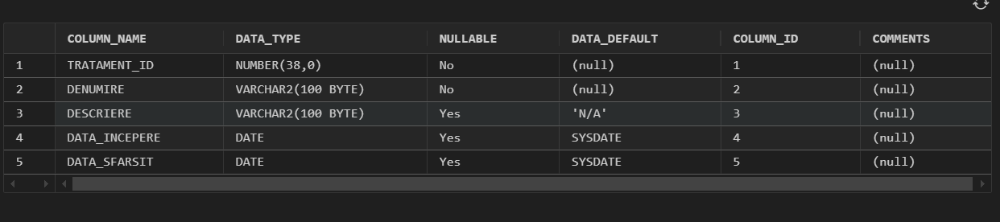 COLUMN_NAME DATA_TYPE NULLABLE DATA_DEFAULT COLUMN_ID COMMENTS
1 TRATAMENT_ID NUMBER(38,0) No (null) 1 (null)
2 DENUMIRE VARCHAR2(100 BYTE) No (null) 2 (null)
3 DESCRIERE VARCHAR2(100 BYTE) Yes 'N/A' 3 (null)
4 DATA_INCEPERE DATE Yes SYSDATE 4 (null)
5 DATA_SFARSIT DATE Yes SYSDATE 5 (null)